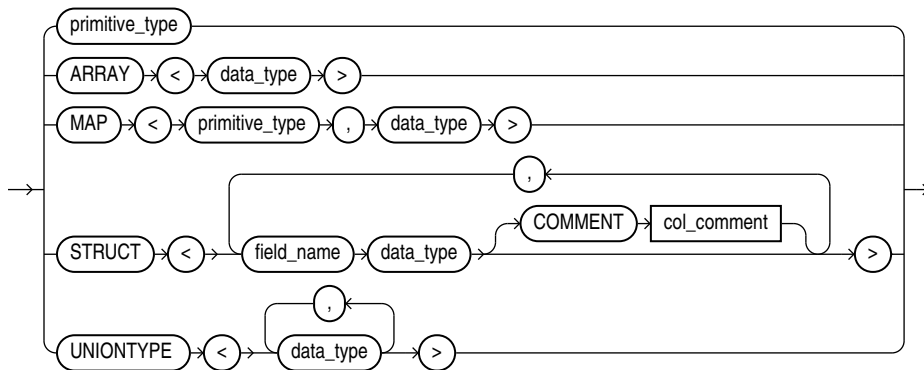 primitive_type
ARRAY < data_type >
MAP < primitive_type , data_type >
,
COMMENT col_comment
STRUCT < field_name data_type >
,
UNIONTYPE < data_type >